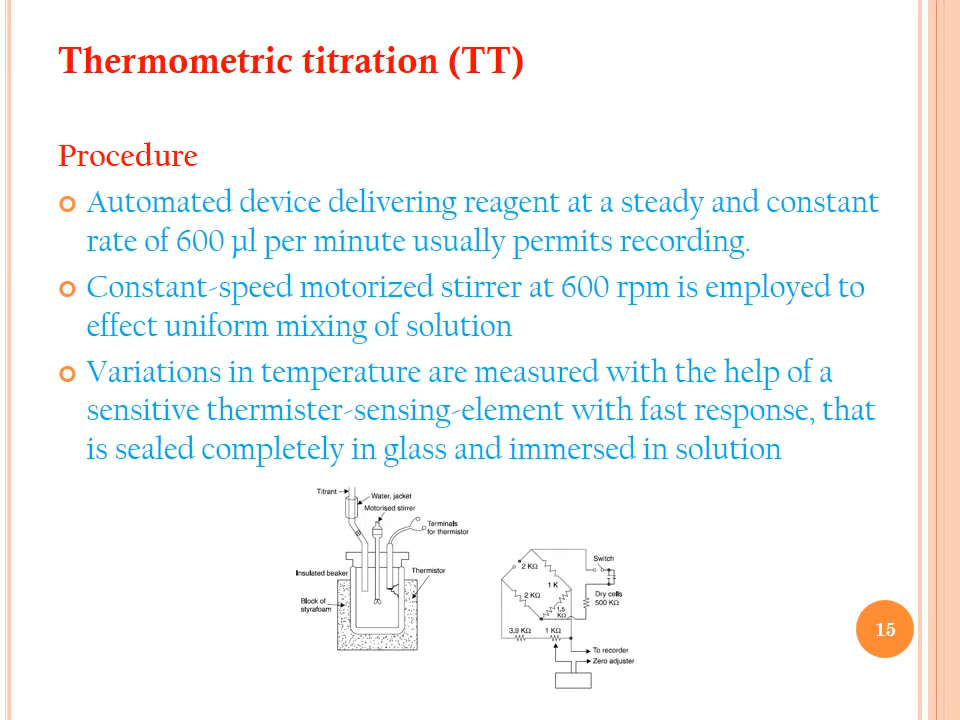 Thermometric titration (TT)
Procedure
Automated device delivering reagent at a steady and constant
rate of 600 µl per minute usually permits recording.
Constant-speed motorized stirrer at 600 rpm is employed to
effect uniform mixing of solution
Variations in temperature are measured with the help of a
sensitive thermister-sensing-element with fast response, that
is sealed completely in glass and immersed in solution
Titrant
Water, jacket
Motorised stirrer
Terminals
for thermistor
Insulated beaker
Thermistor
Block of
styrafoam
Switch
2 KΩ
1 K
2 KΩ
1.5
KΩ
Dry cells
500 KΩ
3.9 KΩ
1 KΩ
To recorder
Zero adjuster
15